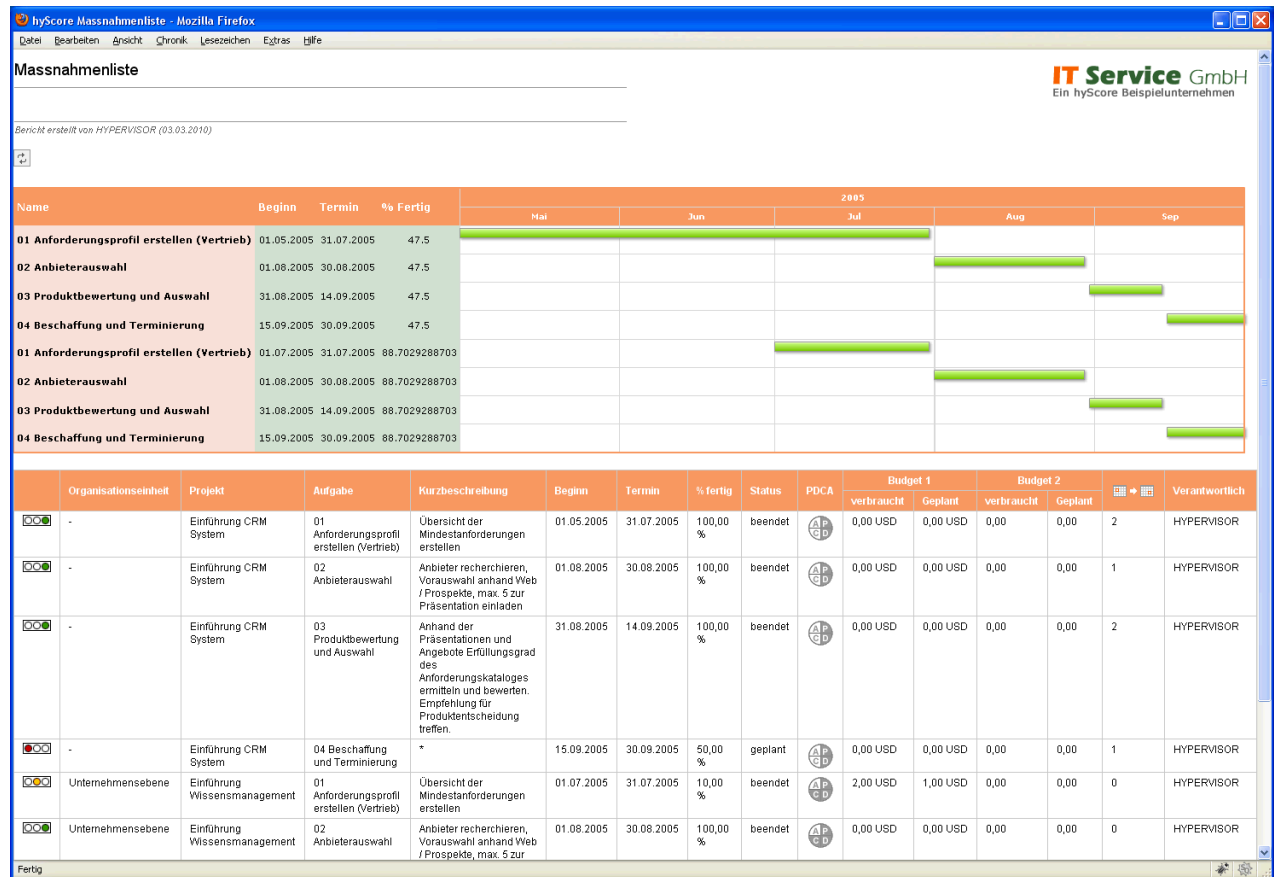 hyScore Massnahmenliste - Mozilla Firefox
Datei Bearbeiten Ansicht Chronik Lesezeichen Extras Hilfe
Massnahmenliste
IT Service GmbH
Ein hyScore Beispielunternehmen
Bericht erstellt von HYPERVISOR (03.03.2010)
2005
Name Beginn Termin % Fertig
Mai Jun Jul Aug Sep
01 Anforderungsprofil erstellen (Vertrieb) 01.05.2005 31.07.2005 47.5
02 Anbieterauswahl 01.08.2005 30.08.2005 47.5
03 Produktbewertung und Auswahl 31.08.2005 14.09.2005 47.5
04 Beschaffung und Terminierung 15.09.2005 30.09.2005 47.5
01 Anforderungsprofil erstellen (Vertrieb) 01.07.2005 31.07.2005 88.7029288703
02 Anbieterauswahl 01.08.2005 30.08.2005 88.7029288703
03 Produktbewertung und Auswahl 31.08.2005 14.09.2005 88.7029288703
04 Beschaffung und Terminierung 15.09.2005 30.09.2005 88.7029288703
Budget 1 Budget 2
Organisationseinheit Projekt Aufgabe Kurzbeschreibung Beginn Termin % fertig Status PDCA Verantwortlich
verbraucht Geplant verbraucht Geplant
- Einführung CRM 01 Übersicht der 01.05.2005 31.07.2005 100,00 beendet A P 0,00 USD 0,00 USD 0,00 0,00 2 HYPERVISOR
System Anforderungsprofil Mindestanforderungen % C D
erstellen (Vertrieb) erstellen
- Einführung CRM 02 Anbieter recherchieren, 01.08.2005 30.08.2005 100,00 beendet A P 0,00 USD 0,00 USD 0,00 0,00 1 HYPERVISOR
System Anbieterauswahl Vorauswahl anhand Web % C D
/ Prospekte, max. 5 zur
Präsentation einladen
- Einführung CRM 03 Anhand der 31.08.2005 14.09.2005 100,00 beendet A P 0,00 USD 0,00 USD 0,00 0,00 2 HYPERVISOR
System Produktbewertung Präsentationen und % C D
und Auswahl Angebote Erfüllungsgrad
des
Anforderungskataloges
ermitteln und bewerten.
Empfehlung für
Produktentscheidung
treffen.
- Einführung CRM 04 Beschaffung * 15.09.2005 30.09.2005 50,00 geplant A P 0,00 USD 0,00 USD 0,00 0,00 1 HYPERVISOR
System und Terminierung % C D
Unternehmensebene Einführung 01 Übersicht der 01.07.2005 31.07.2005 10,00 beendet A P 2,00 USD 1,00 USD 0,00 0,00 0 HYPERVISOR
Wissensmanagement Anforderungsprofil Mindestanforderungen % C D
erstellen (Vertrieb) erstellen
Unternehmensebene Einführung 02 Anbieter recherchieren, 01.08.2005 30.08.2005 100,00 beendet A P 0,00 USD 0,00 USD 0,00 0,00 0 HYPERVISOR
Wissensmanagement Anbieterauswahl Vorauswahl anhand Web % C D
/ Prospekte, max. 5 zur
Fertig